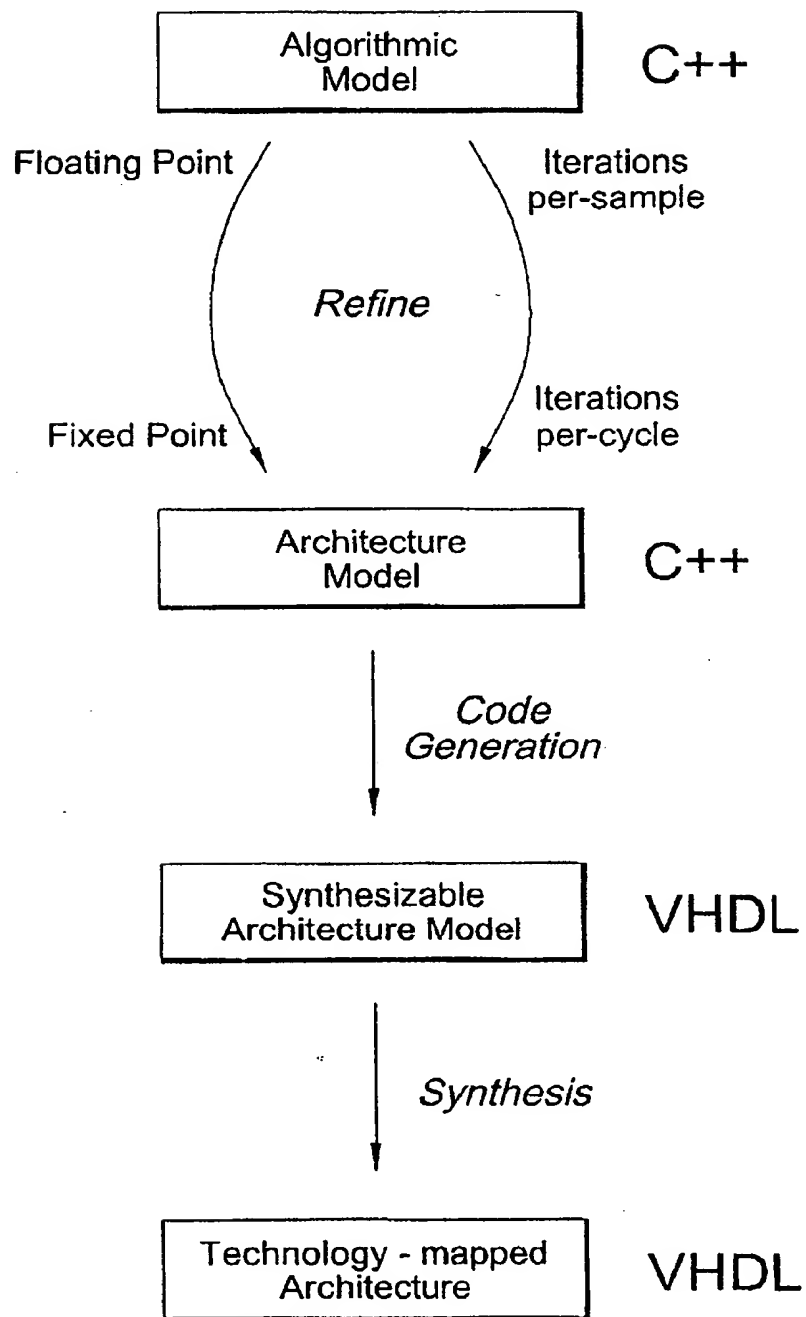 Algorithmic
Model
C++
Floating Point
Iterations
per-sample
Refine
Fixed Point
Iterations
per-cycle
Architecture
Model
C++
Code
Generation
Synthesizable
Architecture Model
VHDL
Synthesis
Technology - mapped
Architecture
VHDL